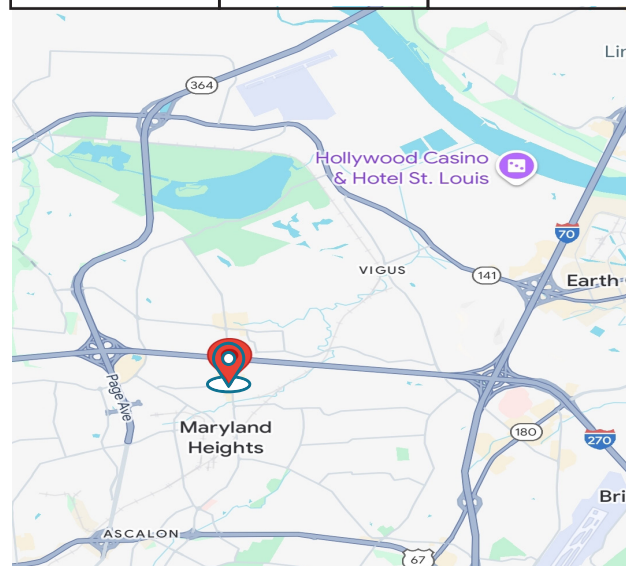 Lir
364
Hollywood Casino
& Hotel St. Louis
70
VIGUS
141
Earth
Page Ave
Maryland
Heights
180
270
Bri
ASCALON
67